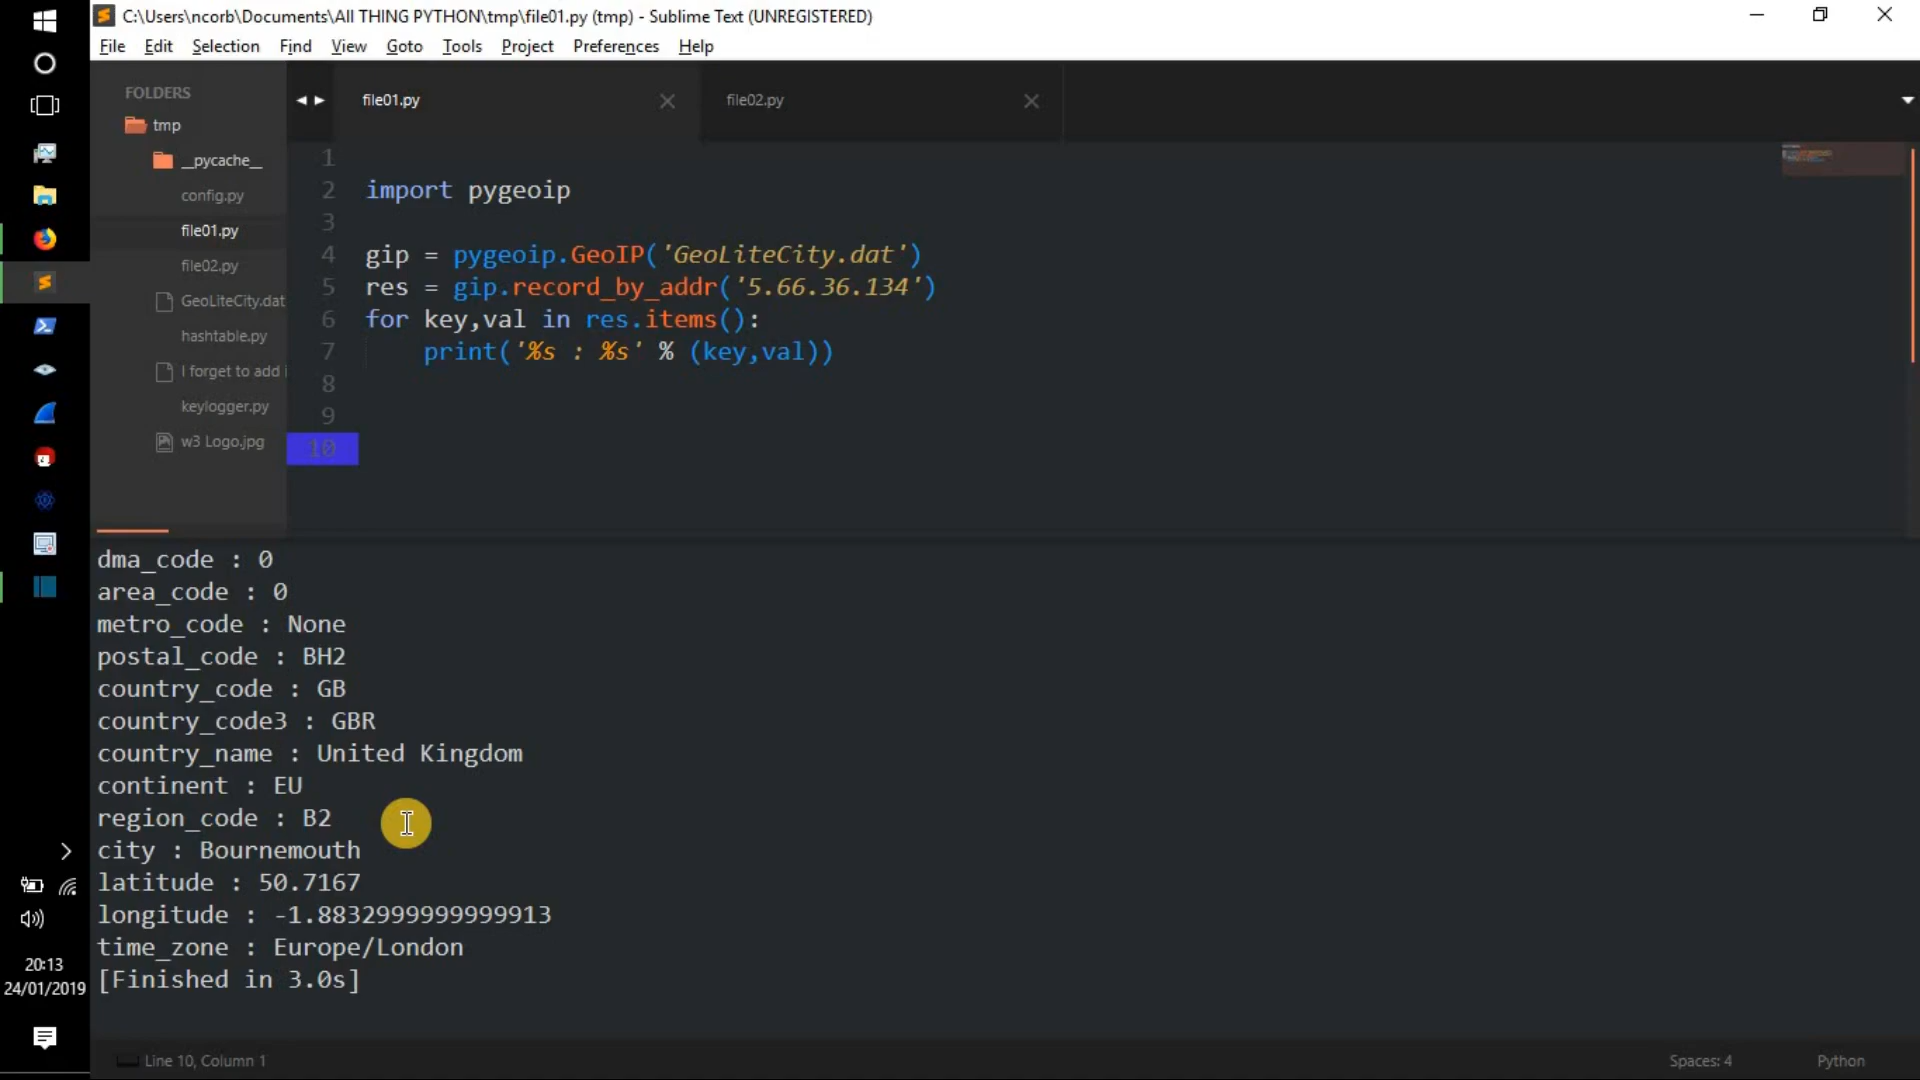 C:\Users\ncorb\Documents\All THING PYTHON\tmp\file01.py (tmp) - Sublime Text (UNREGISTERED)
File Edit Selection Find View Goto Tools Project Preferences Help
FOLDERS
tmp
__pycache__
config.py
file01.py
file02.py
GeoLiteCity.dat
hashtable.py
I forget to add i
keylogger.py
w3 Logo.jpg
file01.py
file02.py
1
2 import pygeoip
3
4 gip = pygeoip.GeoIP('GeoLiteCity.dat')
5 res = gip.record_by_addr('5.66.36.134')
6 for key,val in res.items():
7 print('%s : %s' % (key,val))
8
9
10
dma_code : 0
area_code : 0
metro_code : None
postal_code : BH2
country_code : GB
country_code3 : GBR
country_name : United Kingdom
continent : EU
region_code : B2
city : Bournemouth
latitude : 50.7167
longitude : -1.8832999999999913
time_zone : Europe/London
[Finished in 3.0s]
20:13
24/01/2019
Line 10, Column 1
Spaces: 4
Python